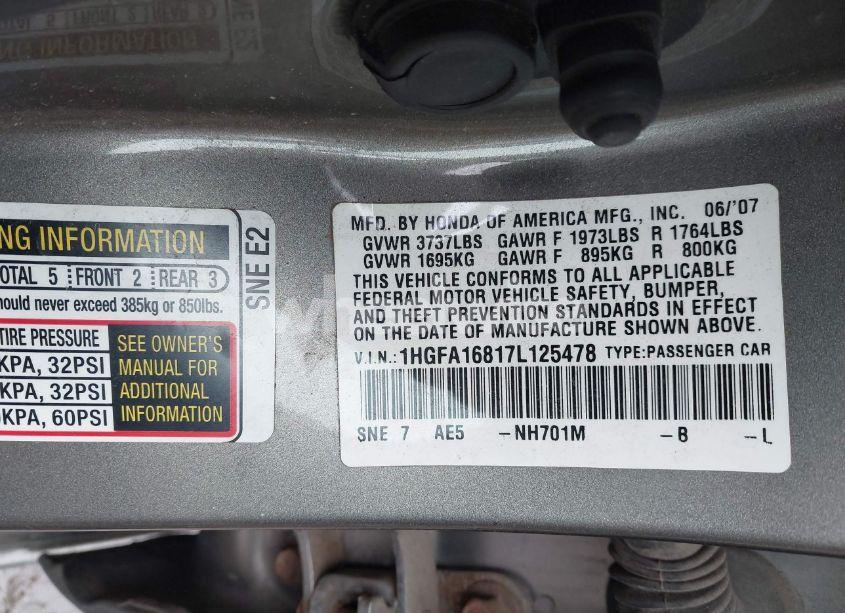 NG INFORMATION
TOTAL 5 FRONT 2 REAR 3
hould never exceed 385kg or 850lbs.
TIRE PRESSURE
KPA, 32PSI
KPA, 32PSI
KPA, 60PSI
SEE OWNER'S
MANUAL FOR
ADDITIONAL
INFORMATION
SNE E2
MFD. BY HONDA OF AMERICA MFG., INC. 06/'07
GVWR 3737LBS GAWR F 1973LBS R 1764LBS
GVWR 1695KG GAWR F 895KG R 800KG
THIS VEHICLE CONFORMS TO ALL APPLICABLE
FEDERAL MOTOR VEHICLE SAFETY, BUMPER,
AND THEFT PREVENTION STANDARDS IN EFFECT
ON THE DATE OF MANUFACTURE SHOWN ABOVE.
V.I.N.:1HGFA16817L125478 TYPE:PASSENGER CAR
SNE 7 AE5 -NH701M -B -L